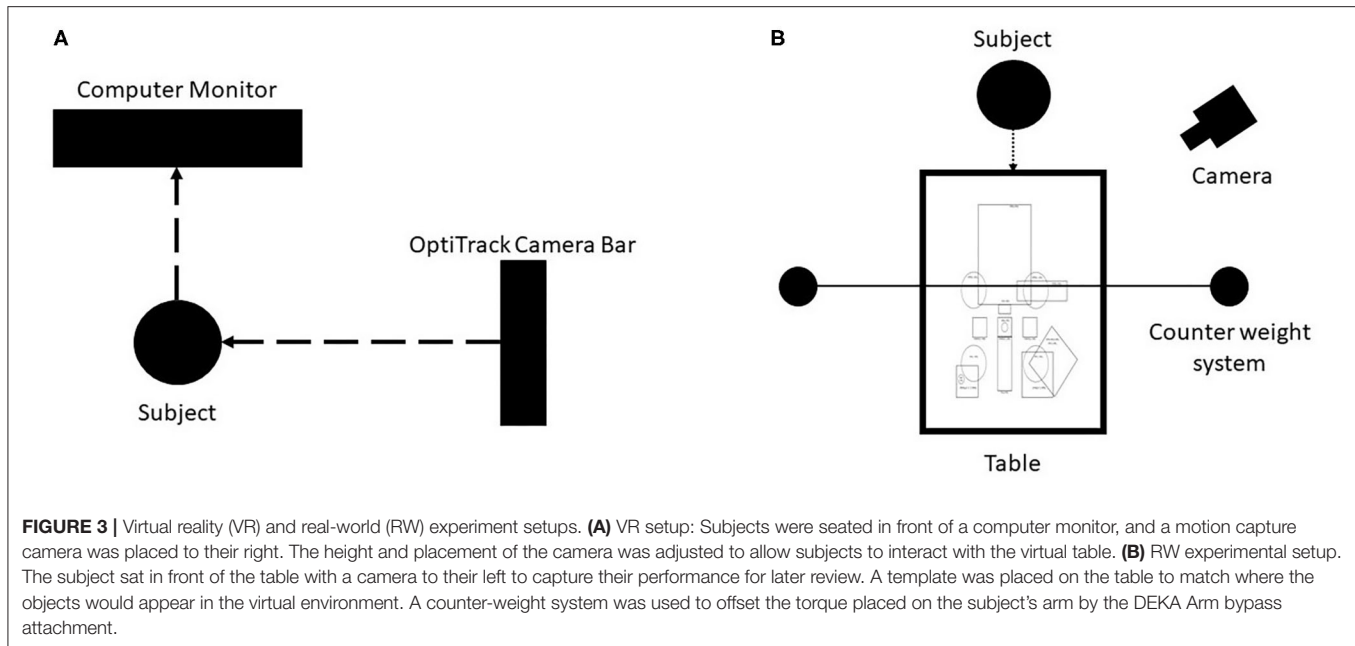 A
Computer Monitor
OptiTrack Camera Bar
Subject
B
Subject
Camera
Counter weight
system
Table
FIGURE 3 | Virtual reality (VR) and real-world (RW) experiment setups. (A) VR setup: Subjects were seated in front of a computer monitor, and a motion capture
camera was placed to their right. The height and placement of the camera was adjusted to allow subjects to interact with the virtual table. (B) RW experimental setup.
The subject sat in front of the table with a camera to their left to capture their performance for later review. A template was placed on the table to match where the
objects would appear in the virtual environment. A counter-weight system was used to offset the torque placed on the subject's arm by the DEKA Arm bypass
attachment.